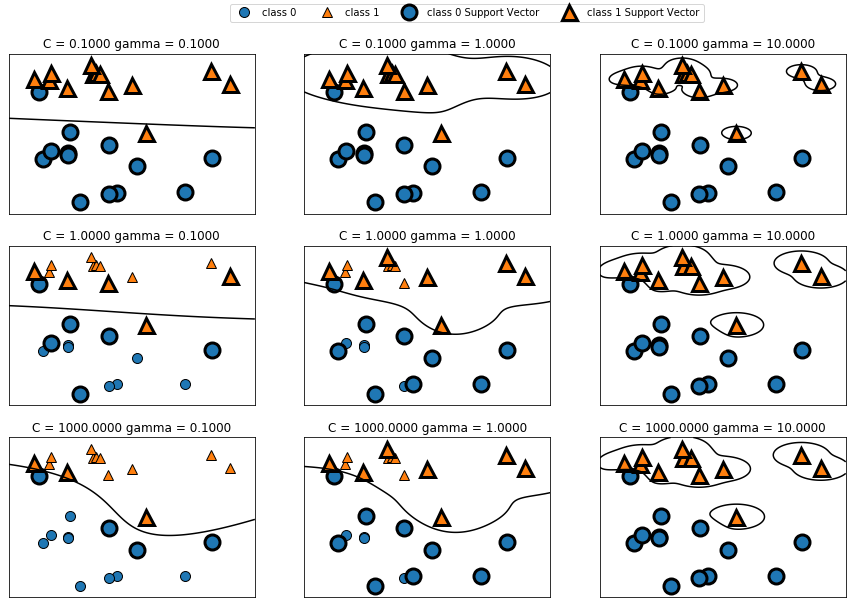 class 0 class 1 class 0 Support Vector class 1 Support Vector
C = 0.1000 gamma = 0.1000 C = 0.1000 gamma = 1.0000 C = 0.1000 gamma = 10.0000
C = 1.0000 gamma = 0.1000 C = 1.0000 gamma = 1.0000 C = 1.0000 gamma = 10.0000
C = 1000.0000 gamma = 0.1000 C = 1000.0000 gamma = 1.0000 C = 1000.0000 gamma = 10.0000